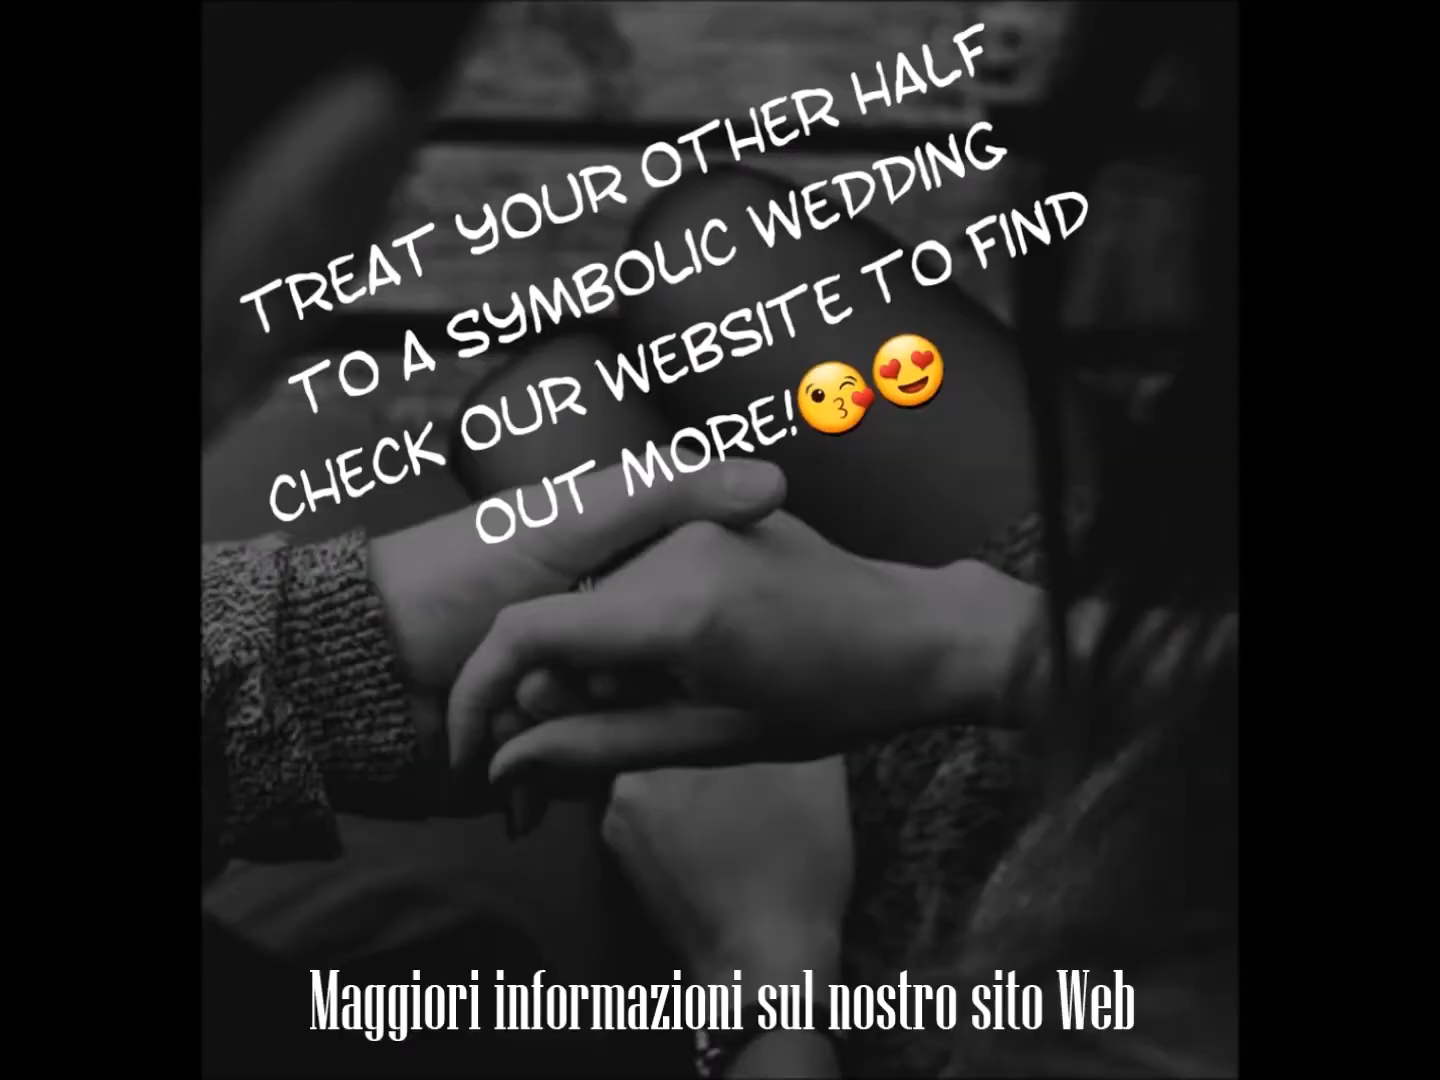 TREAT YOUR OTHER HALF
TO A SYMBOLIC WEDDING
CHECK OUR WEBSITE TO FIND
OUT MORE!😘😍
Maggiori informazioni sul nostro sito Web